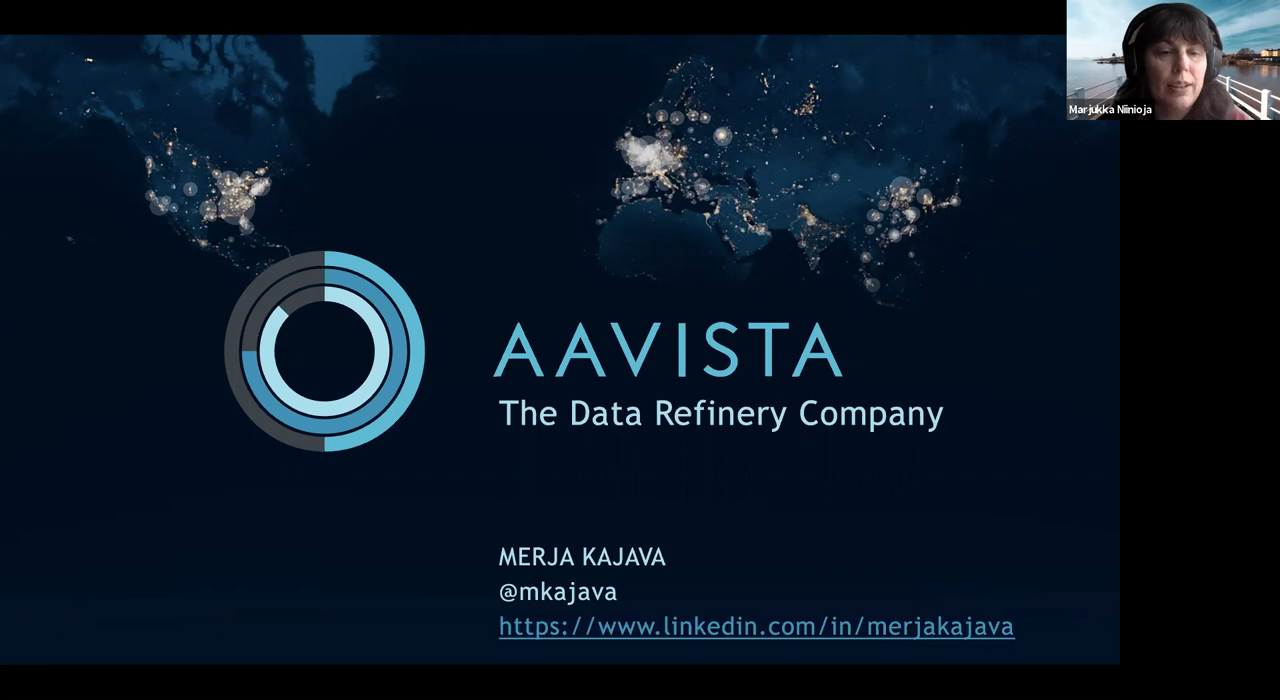 Marjukka Niinioja
AAVISTA
The Data Refinery Company
MERJA KAJAVA
@mkajava
https://www.linkedin.com/in/merjakajava